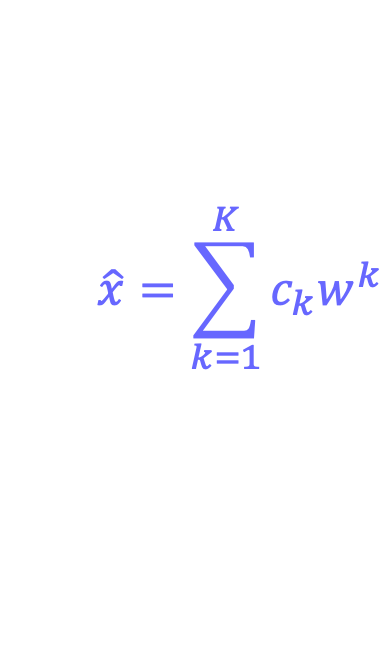 x̂ = ∑_{k=1}^{K} c_k w^k